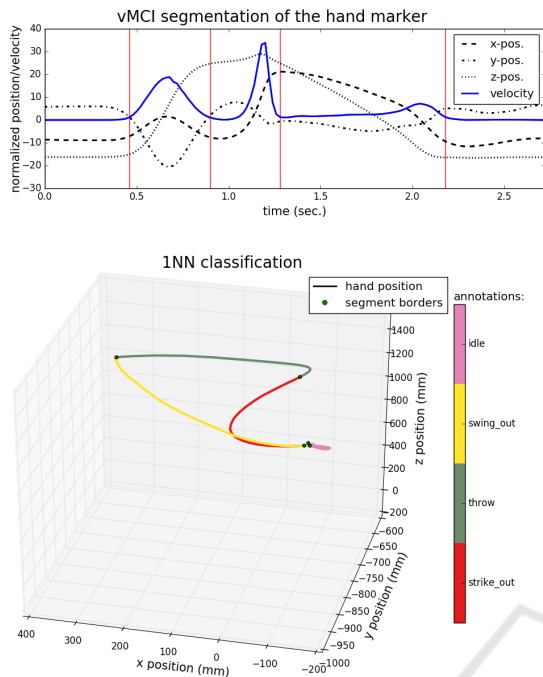 vMCI segmentation of the hand marker
normalized position/velocity
40
30
20
10
0
−10
−20
−30
x-pos.
y-pos.
z-pos.
velocity
0.0 0.5 1.0 1.5 2.0 2.5
time (sec.)
1NN classification
hand position
segment borders
annotations:
idle
swing_out
throw
strike_out
1400
1200
1000
800
600
400
200
0
−200
z position (mm)
−600
−650
−700
−750
−800
−850
−900
−950
−1000
y position (mm)
400 300 200 100 0 −100 −200
x position (mm)